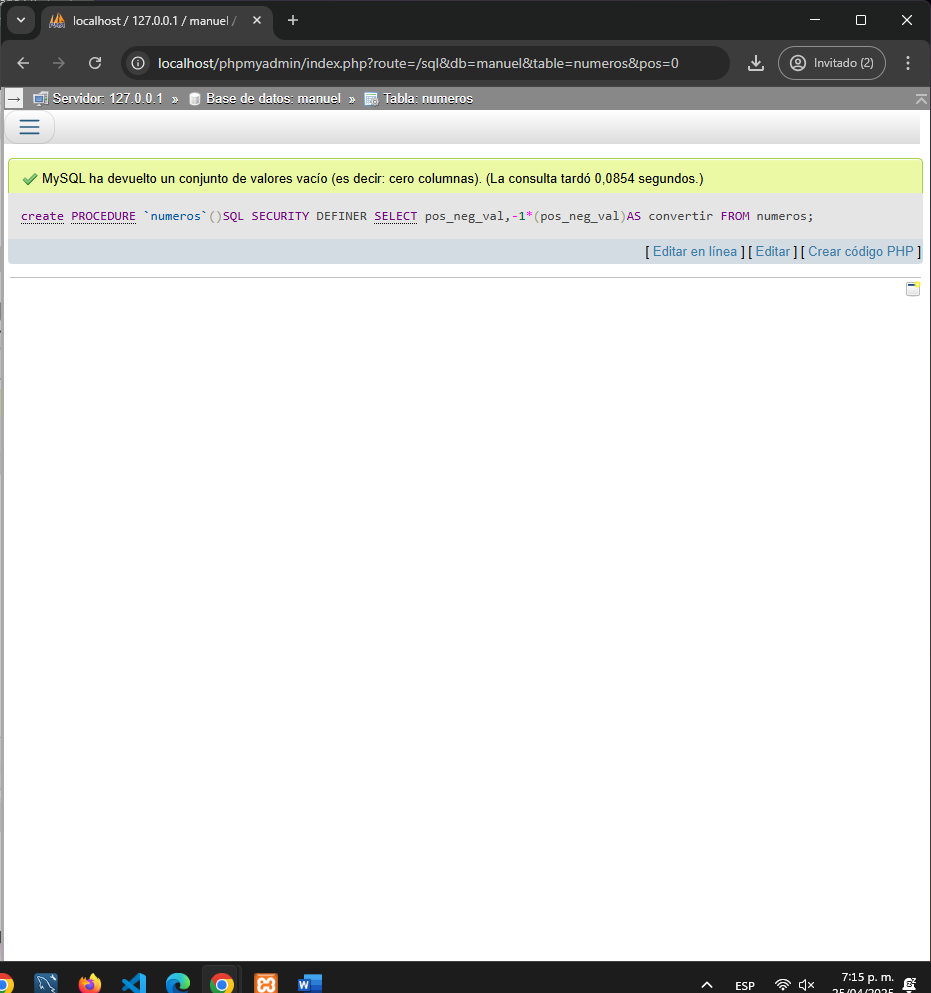 localhost / 127.0.0.1 / manuel /
localhost/phpmyadmin/index.php?route=/sql&db=manuel&table=numeros&pos=0
Invitado (2)
Servidor: 127.0.0.1 » Base de datos: manuel » Tabla: numeros
MySQL ha devuelto un conjunto de valores vacío (es decir: cero columnas). (La consulta tardó 0,0854 segundos.)
create PROCEDURE `numeros`()SQL SECURITY DEFINER SELECT pos_neg_val,-1*(pos_neg_val)AS convertir FROM numeros;
[ Editar en línea ] [ Editar ] [ Crear código PHP ]
ESP
7:15 p. m.
25/04/2025